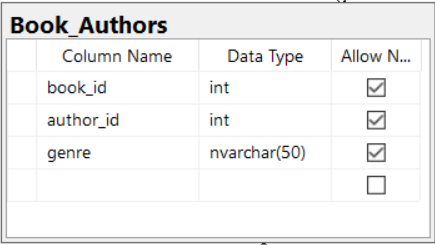 Book_Authors
Column Name Data Type Allow N...
book_id int
author_id int
genre nvarchar(50)